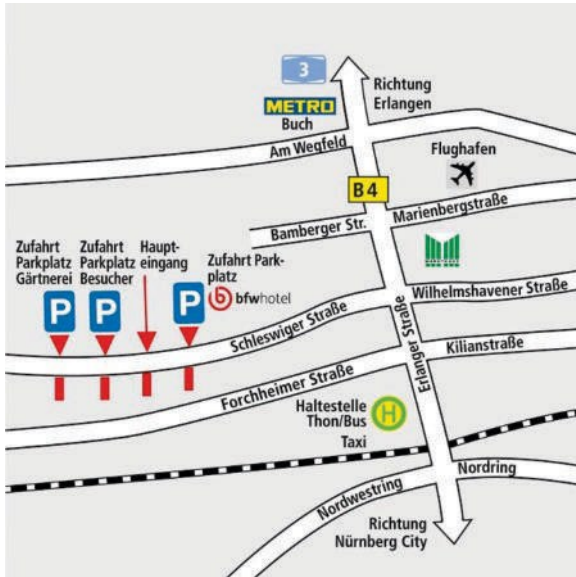 3
Richtung
Erlangen
METRO
Buch
Am Wegfeld
Flughafen
B 4
Marienbergstraße
Bamberger Str.
Zufahrt
Parkplatz
Gärtnerei
Zufahrt
Parkplatz
Besucher
Haupt-
eingang
Zufahrt Park-
platz
bfwhotel
P
P
P
Wilhelmshavener Straße
Schleswiger Straße
Erlanger Straße
Kilianstraße
Forchheimer Straße
Haltestelle
Thon/Bus
H
Taxi
Nordring
Nordwestring
Richtung
Nürnberg City